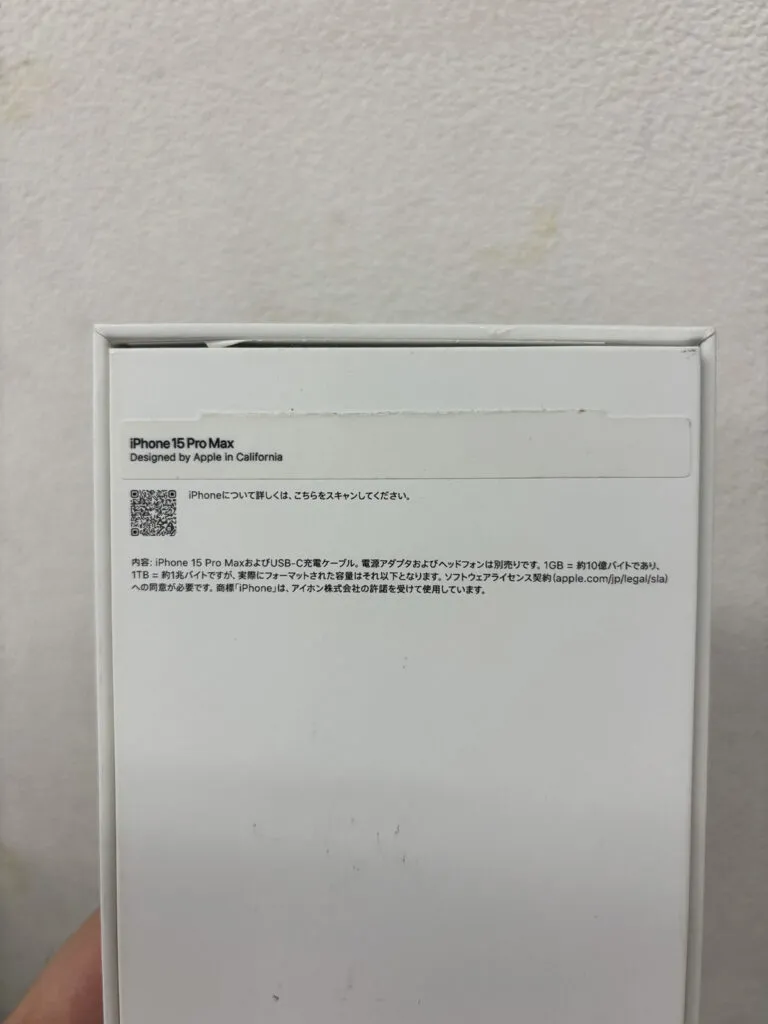 iPhone 15 Pro Max
Designed by Apple in California
iPhoneについて詳しくは、こちらをスキャンしてください。
内容: iPhone 15 Pro MaxおよびUSB-C充電ケーブル。電源アダプタおよびヘッドフォンは別売りです。1GB = 約10億バイトであり、
1TB = 約1兆バイトですが、実際にフォーマットされた容量はそれ以下となります。ソフトウェアライセンス契約(apple.com/jp/legal/sla)
への同意が必要です。商標「iPhone」は、アイホン株式会社の許諾を受けて使用しています。